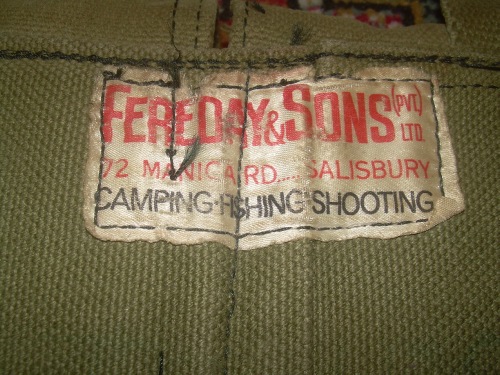 FEREDAY & SONS (PVT) LTD.
72 MANICA RD.... SALISBURY
CAMPING·FISHING·SHOOTING